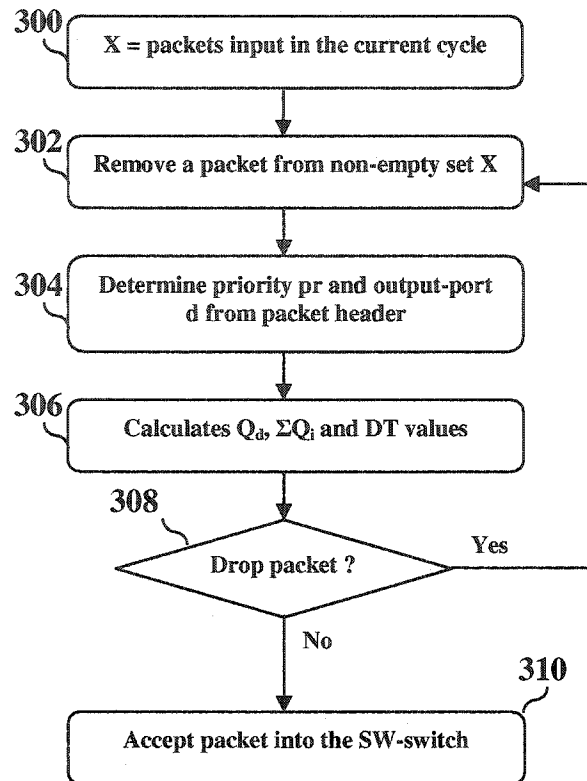 300
X = packets input in the current cycle
302
Remove a packet from non-empty set X
304
Determine priority pr and output-port
d from packet header
306
Calculates Qd, ΣQi and DT values
308
Drop packet ?
Yes
No
310
Accept packet into the SW-switch